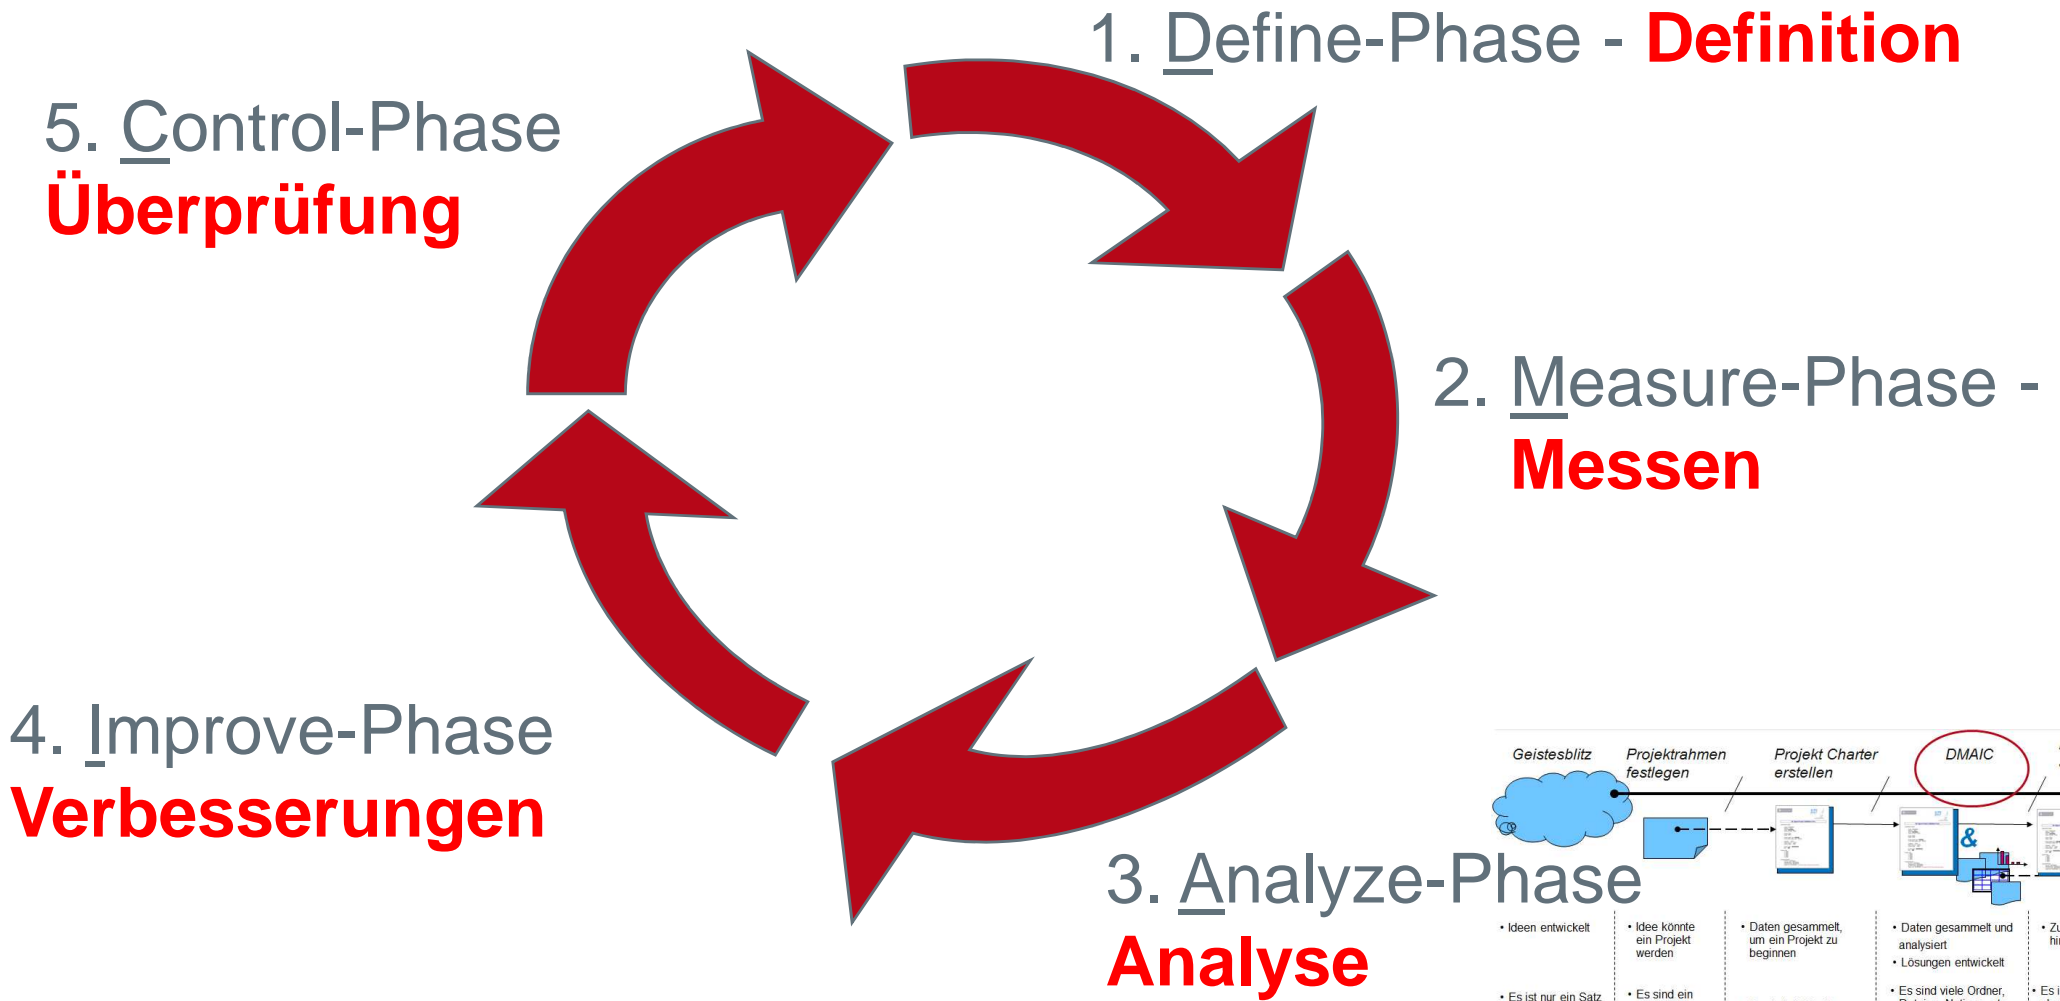 1. Define-Phase - Definition
5. Control-Phase
Überprüfung
2. Measure-Phase -
Messen
4. Improve-Phase
Verbesserungen
3. Analyze-Phase
Analyse
Geistesblitz
Projektrahmen
festlegen
Projekt Charter
erstellen
DMAIC
&
• Ideen entwickelt
• Idee könnte
ein Projekt
werden
• Daten gesammelt,
um ein Projekt zu
beginnen
• Daten gesammelt und
analysiert
• Lösungen entwickelt
• Es ist nur ein Satz
• Es sind ein
• Es sind viele Ordner,